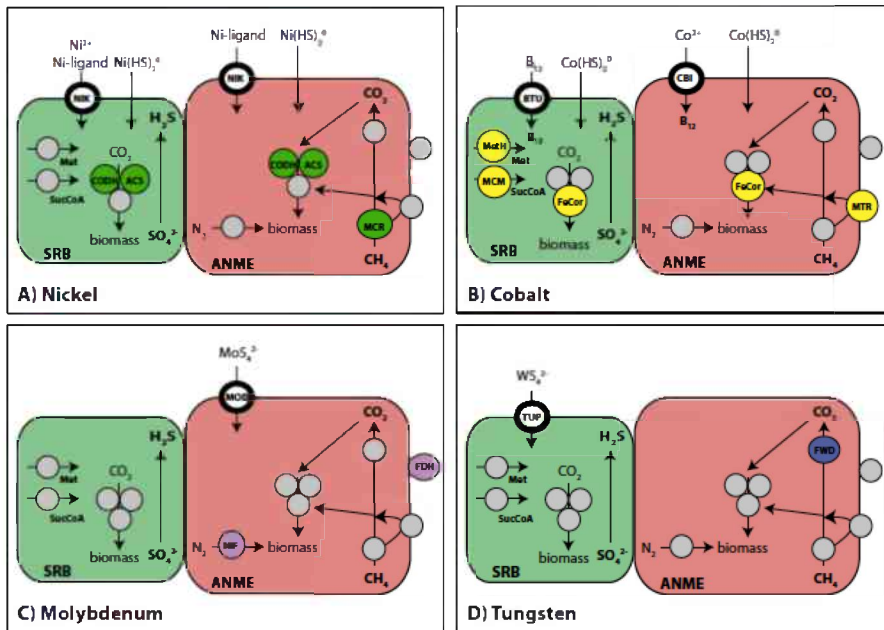 Ni²⁺
Ni-ligand Ni(HS)₂⁰
NIK
H₂S
Met
CO₂
CODH ACS
SucCoA
biomass
SO₄²⁻
SRB
Ni-ligand Ni(HS)₂⁰
NIK
CO₂
CODH ACS
N₂
biomass
MCR
ANME
CH₄
A) Nickel
B₁₂ Co(HS)₂⁰
BTU
B₁₂
H₂S
MetH
Met
CO₂
MCM
SucCoA
FeCor
biomass
SO₄²⁻
SRB
Co³⁺ Co(HS)₂⁰
CBI
B₁₂
CO₂
FeCor
MTR
N₂
biomass
ANME
CH₄
B) Cobalt
H₂S
Met
CO₂
SucCoA
biomass
SO₄²⁻
SRB
MoS₄²⁻
MOD
CO₂
FDH
N₂
NIF
biomass
ANME
CH₄
C) Molybdenum
WS₄²⁻
TUP
H₂S
Met
CO₂
SucCoA
biomass
SO₄²⁻
SRB
CO₂
FWD
N₂
biomass
ANME
CH₄
D) Tungsten